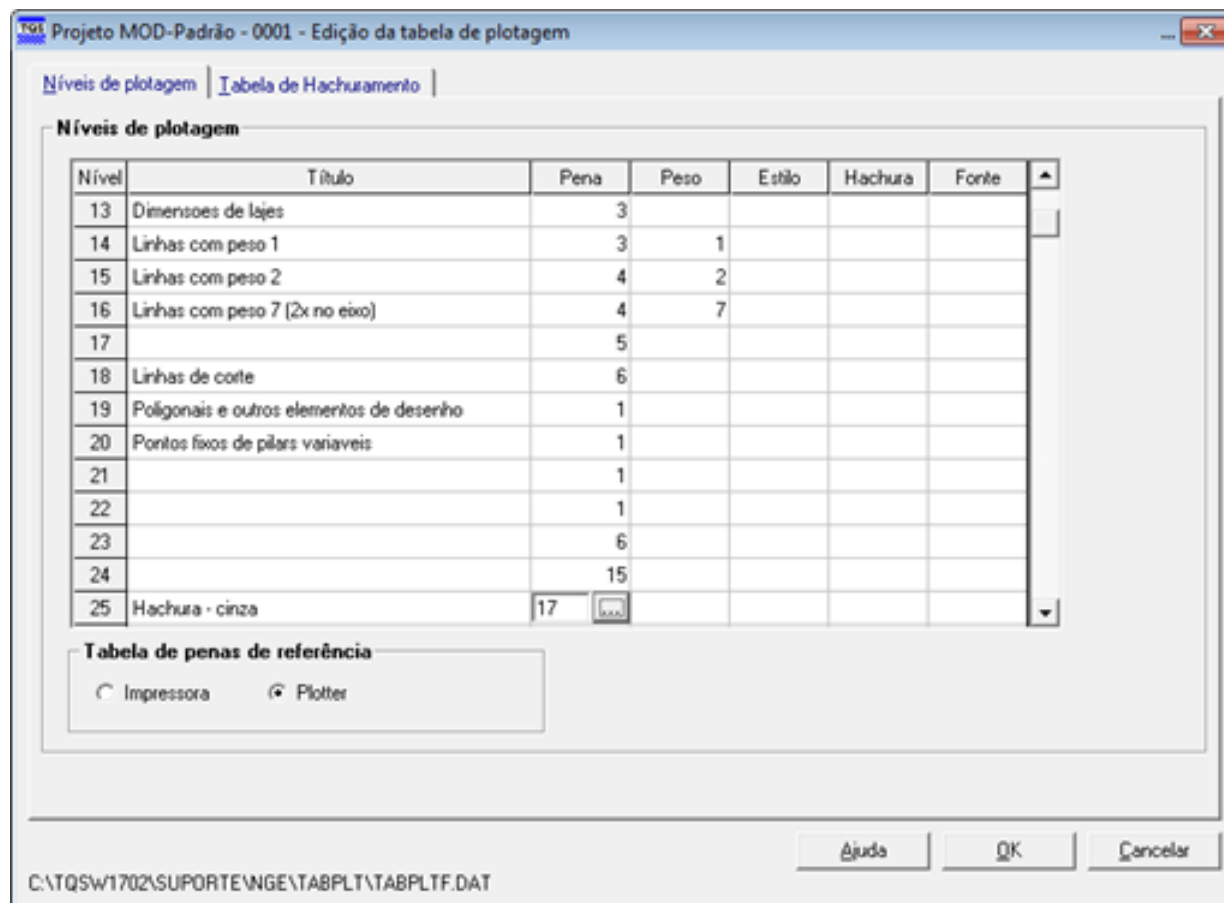 TQS Projeto MOD-Padrão - 0001 - Edição da tabela de plotagem ...
Níveis de plotagem Tabela de Hachuramento
Níveis de plotagem
Nível Título Pena Peso Estilo Hachura Fonte
13 Dimensoes de lajes 3
14 Linhas com peso 1 3 1
15 Linhas com peso 2 4 2
16 Linhas com peso 7 (2x no eixo) 4 7
17 5
18 Linhas de corte 6
19 Poligonais e outros elementos de desenho 1
20 Pontos fixos de pilars variaveis 1
21 1
22 1
23 6
24 15
25 Hachura - cinza 17 ...
Tabela de penas de referência
Impressora Plotter
Ajuda OK Cancelar
C:\TQSW1702\SUPORTE\NGE\TABPLT\TABPLTF.DAT